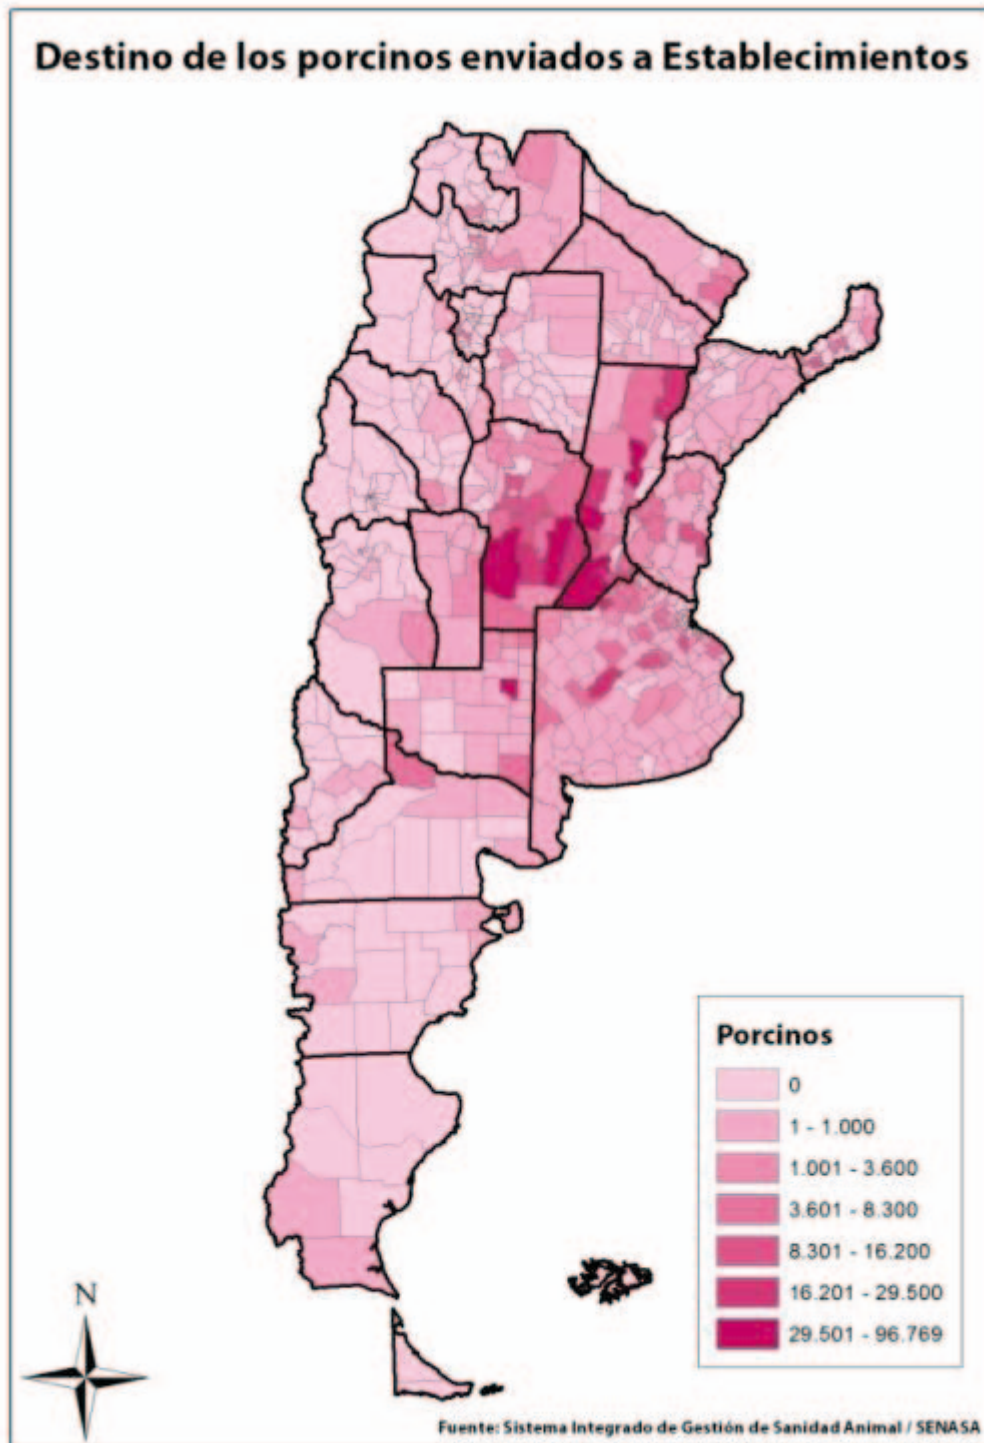 Destino de los porcinos enviados a Establecimientos
Porcinos
0
1 - 1.000
1.001 - 3.600
3.601 - 8.300
8.301 - 16.200
16.201 - 29.500
29.501 - 96.769
N
Fuente: Sistema Integrado de Gestión de Sanidad Animal / SENASA